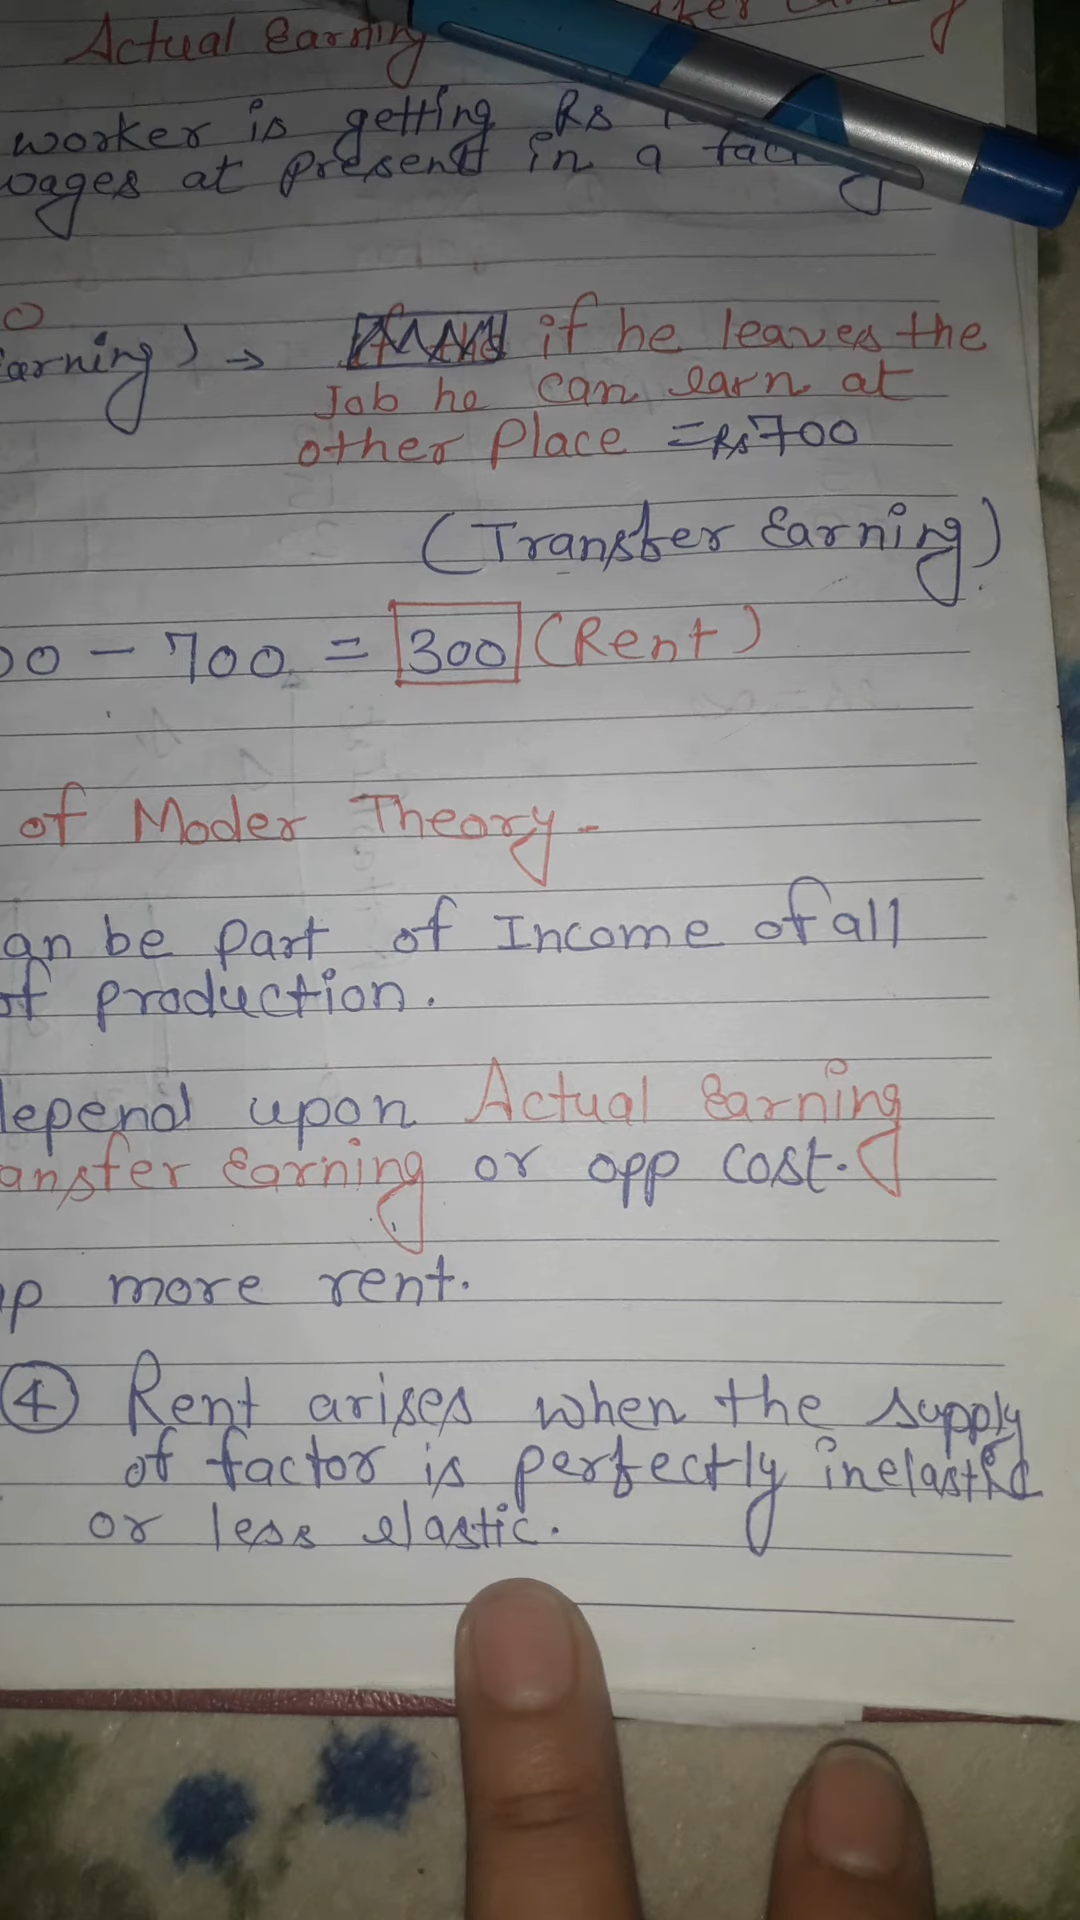 Actual Earning
worker is getting Rs
wages at present in a
arning) → if he leaves the
Job he can earn at
other Place = Rs 700
(Transfer Earning)
00 - 700 = 300 (Rent)
of Moder Theory-
an be part of Income of all
of production.
depend upon Actual Earning
ansfer Earning or opp cost.
more rent.
④ Rent arises when the supply
of factor is perfectly inelastic
or less elastic.